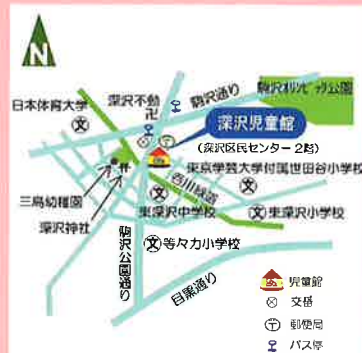 N
駒沢オリンピック公園
駒沢通り
深沢不動
卍
日本体育大学
文
深沢児童館
(深沢区民センター 2階)
東京学芸大学付属世田谷小学校
呑川緑道
三島幼稚園
深沢神社
文
東深沢中学校
文
東深沢小学校
文
等々力小学校
駒沢公園通り
目黒通り
児童館
交番
郵便局
バス停